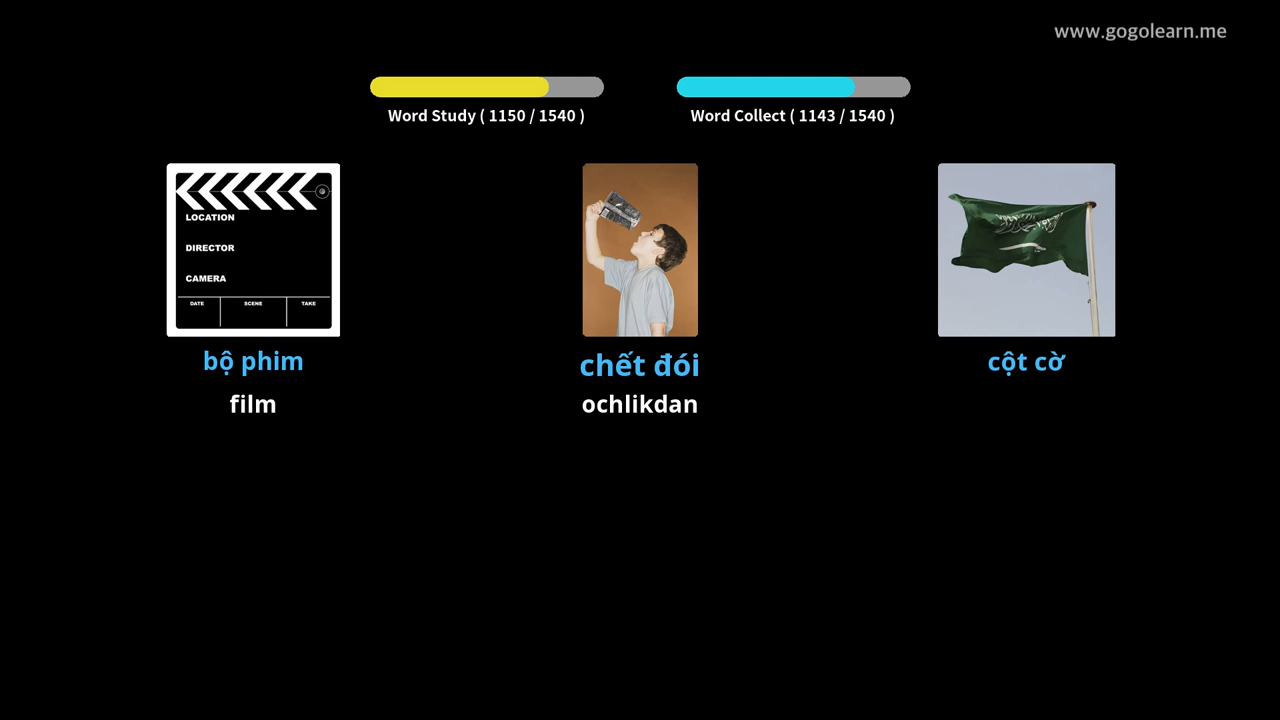 www.gogolearn.me
Word Study ( 1150 / 1540 )
Word Collect ( 1143 / 1540 )
LOCATION
DIRECTOR
CAMERA
DATE SCENE TAKE
bộ phim
film
chết đói
ochlikdan
cột cờ